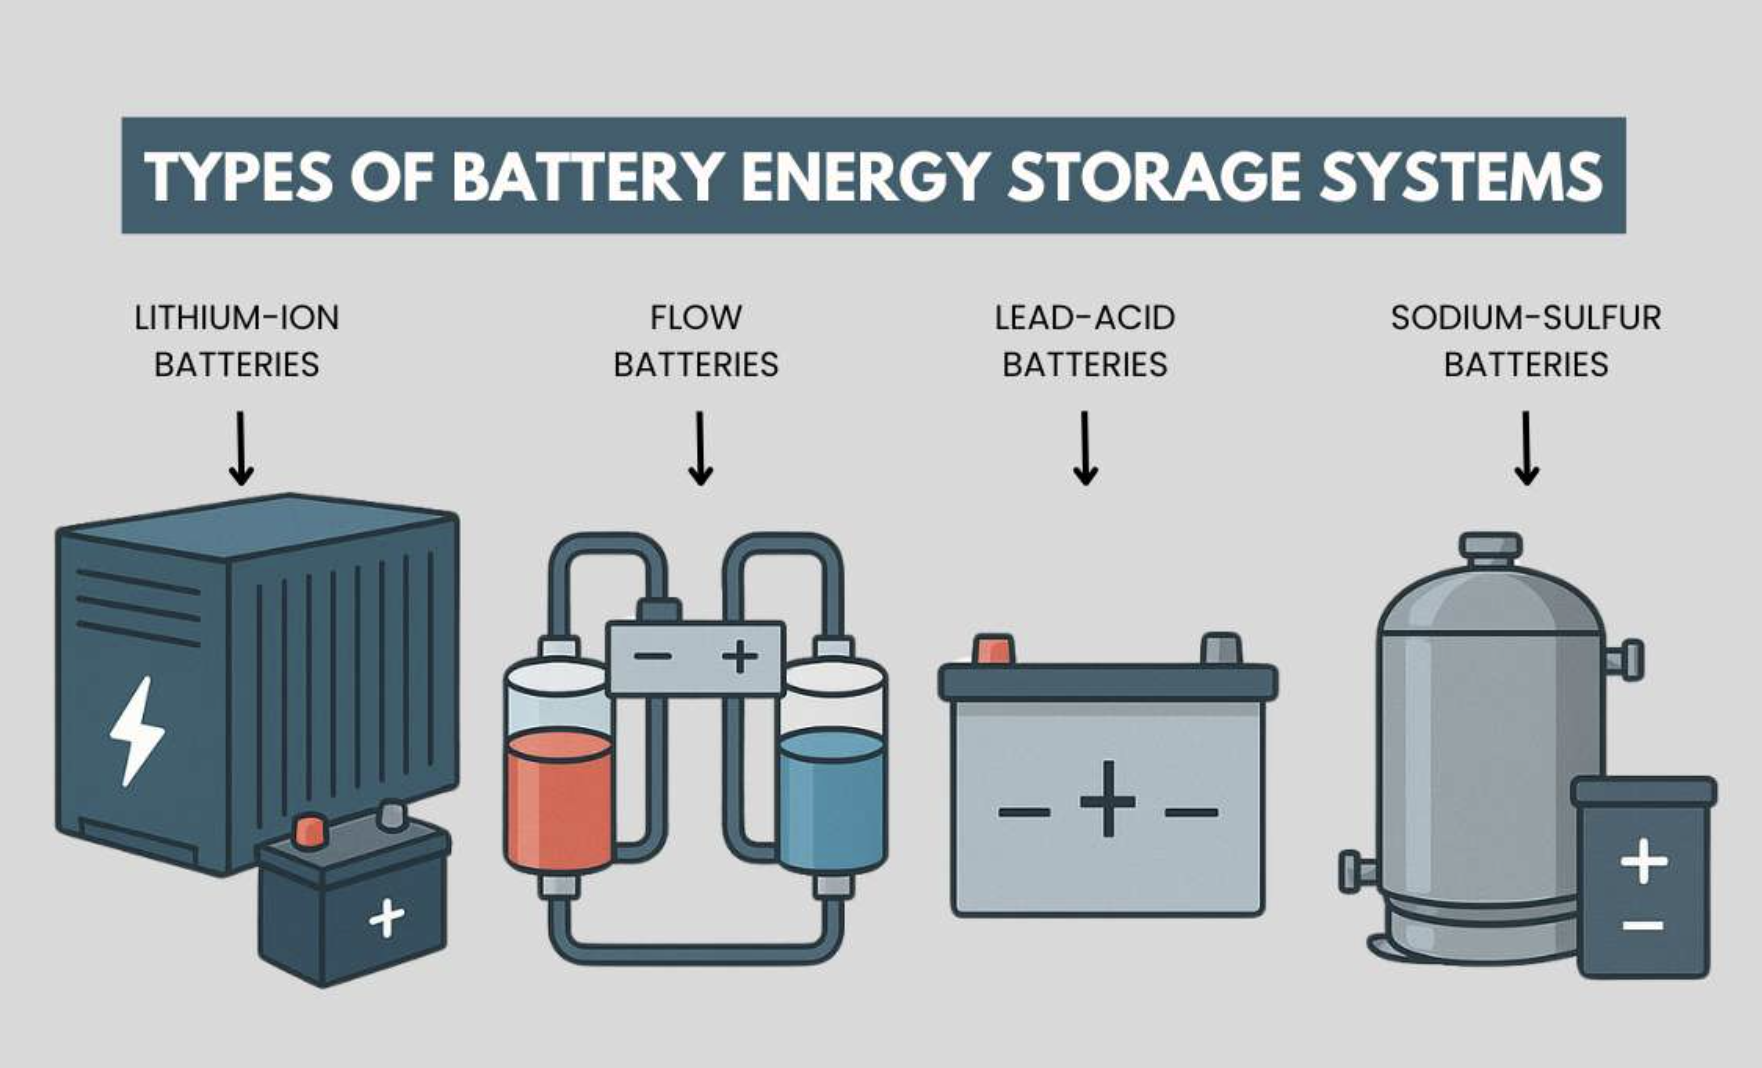 TYPES OF BATTERY ENERGY STORAGE SYSTEMS
LITHIUM-ION
BATTERIES
FLOW
BATTERIES
LEAD-ACID
BATTERIES
SODIUM-SULFUR
BATTERIES
+
− +
− + −
+
−